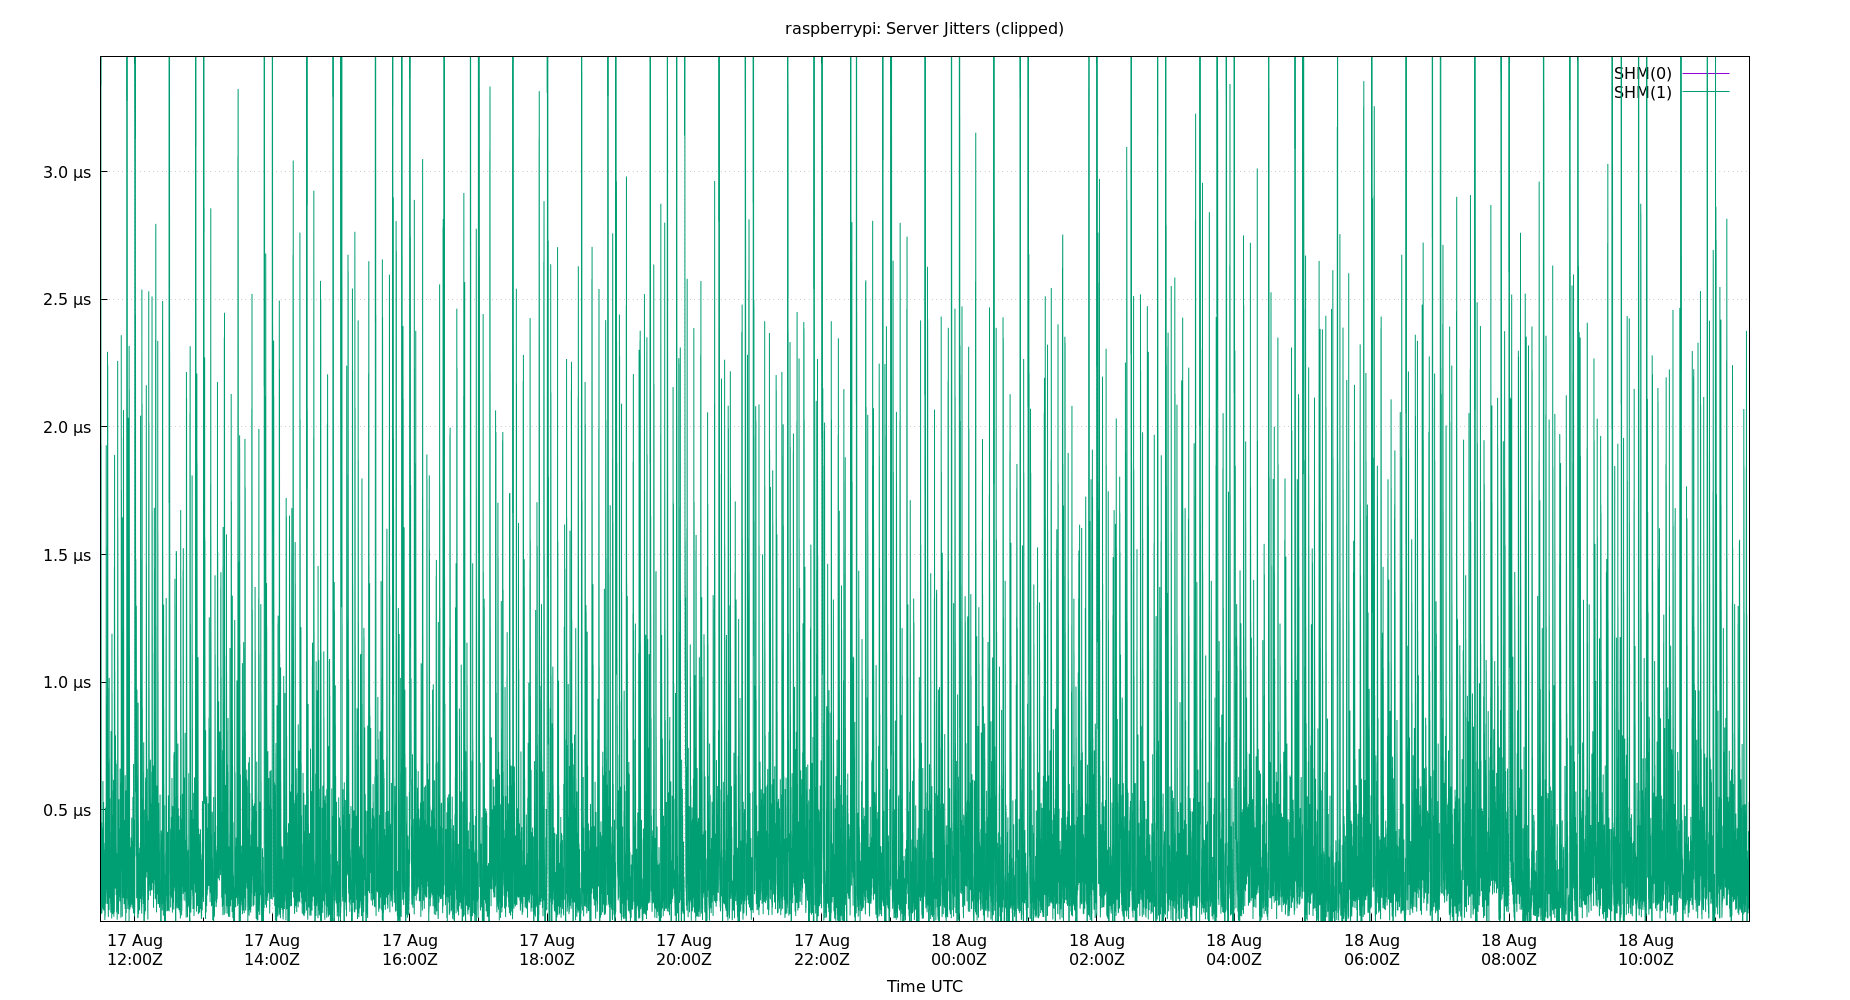 raspberrypi: Server Jitters (clipped)
SHM(0)
SHM(1)
3.0 µs
2.5 µs
2.0 µs
1.5 µs
1.0 µs
0.5 µs
17 Aug 17 Aug 17 Aug 17 Aug 17 Aug 17 Aug 18 Aug 18 Aug 18 Aug 18 Aug 18 Aug 18 Aug
12:00Z 14:00Z 16:00Z 18:00Z 20:00Z 22:00Z 00:00Z 02:00Z 04:00Z 06:00Z 08:00Z 10:00Z
Time UTC